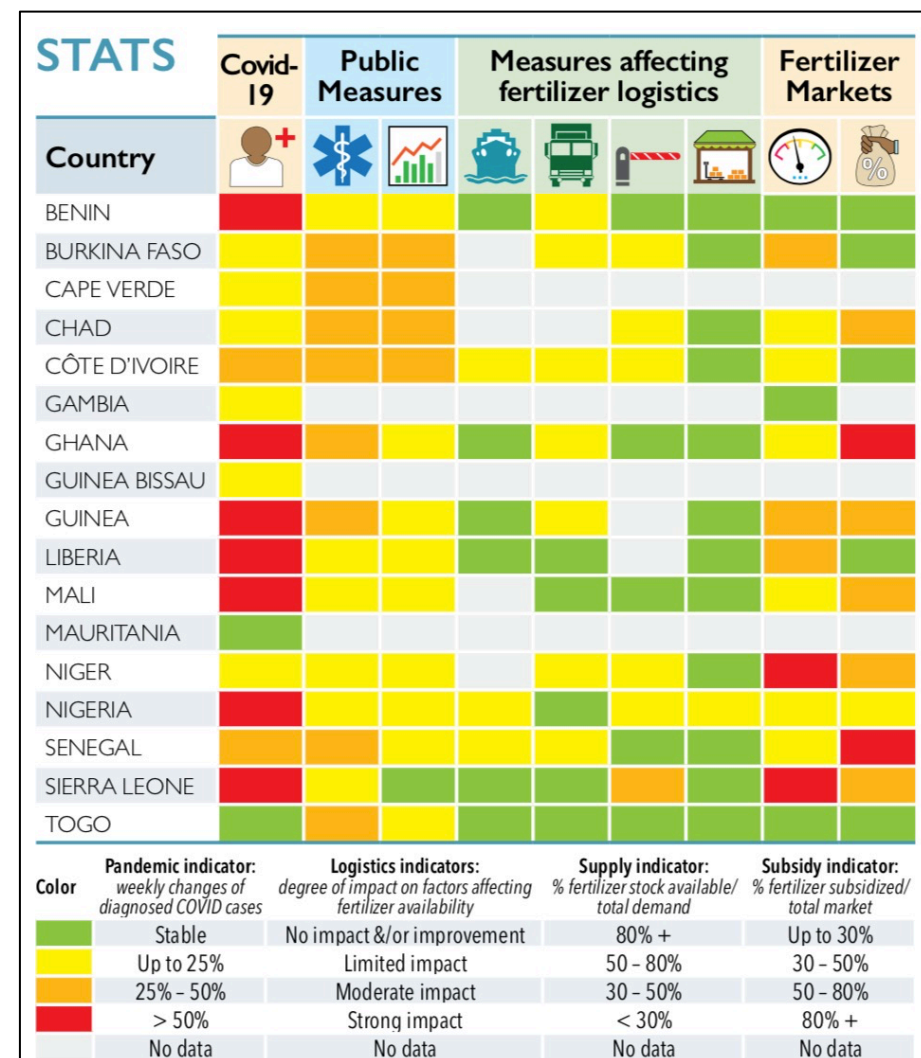 STATS
Covid-19
Public Measures
Measures affecting fertilizer logistics
Fertilizer Markets
Country
%
BENIN
BURKINA FASO
CAPE VERDE
CHAD
CÔTE D'IVOIRE
GAMBIA
GHANA
GUINEA BISSAU
GUINEA
LIBERIA
MALI
MAURITANIA
NIGER
NIGERIA
SENEGAL
SIERRA LEONE
TOGO
Color
Pandemic indicator:
weekly changes of
diagnosed COVID cases
Logistics indicators:
degree of impact on factors affecting
fertilizer availability
Supply indicator:
% fertilizer stock available/
total demand
Subsidy indicator:
% fertilizer subsidized/
total market
Stable No impact &/or improvement 80% + Up to 30%
Up to 25% Limited impact 50 – 80% 30 – 50%
25% – 50% Moderate impact 30 – 50% 50 – 80%
> 50% Strong impact < 30% 80% +
No data No data No data No data